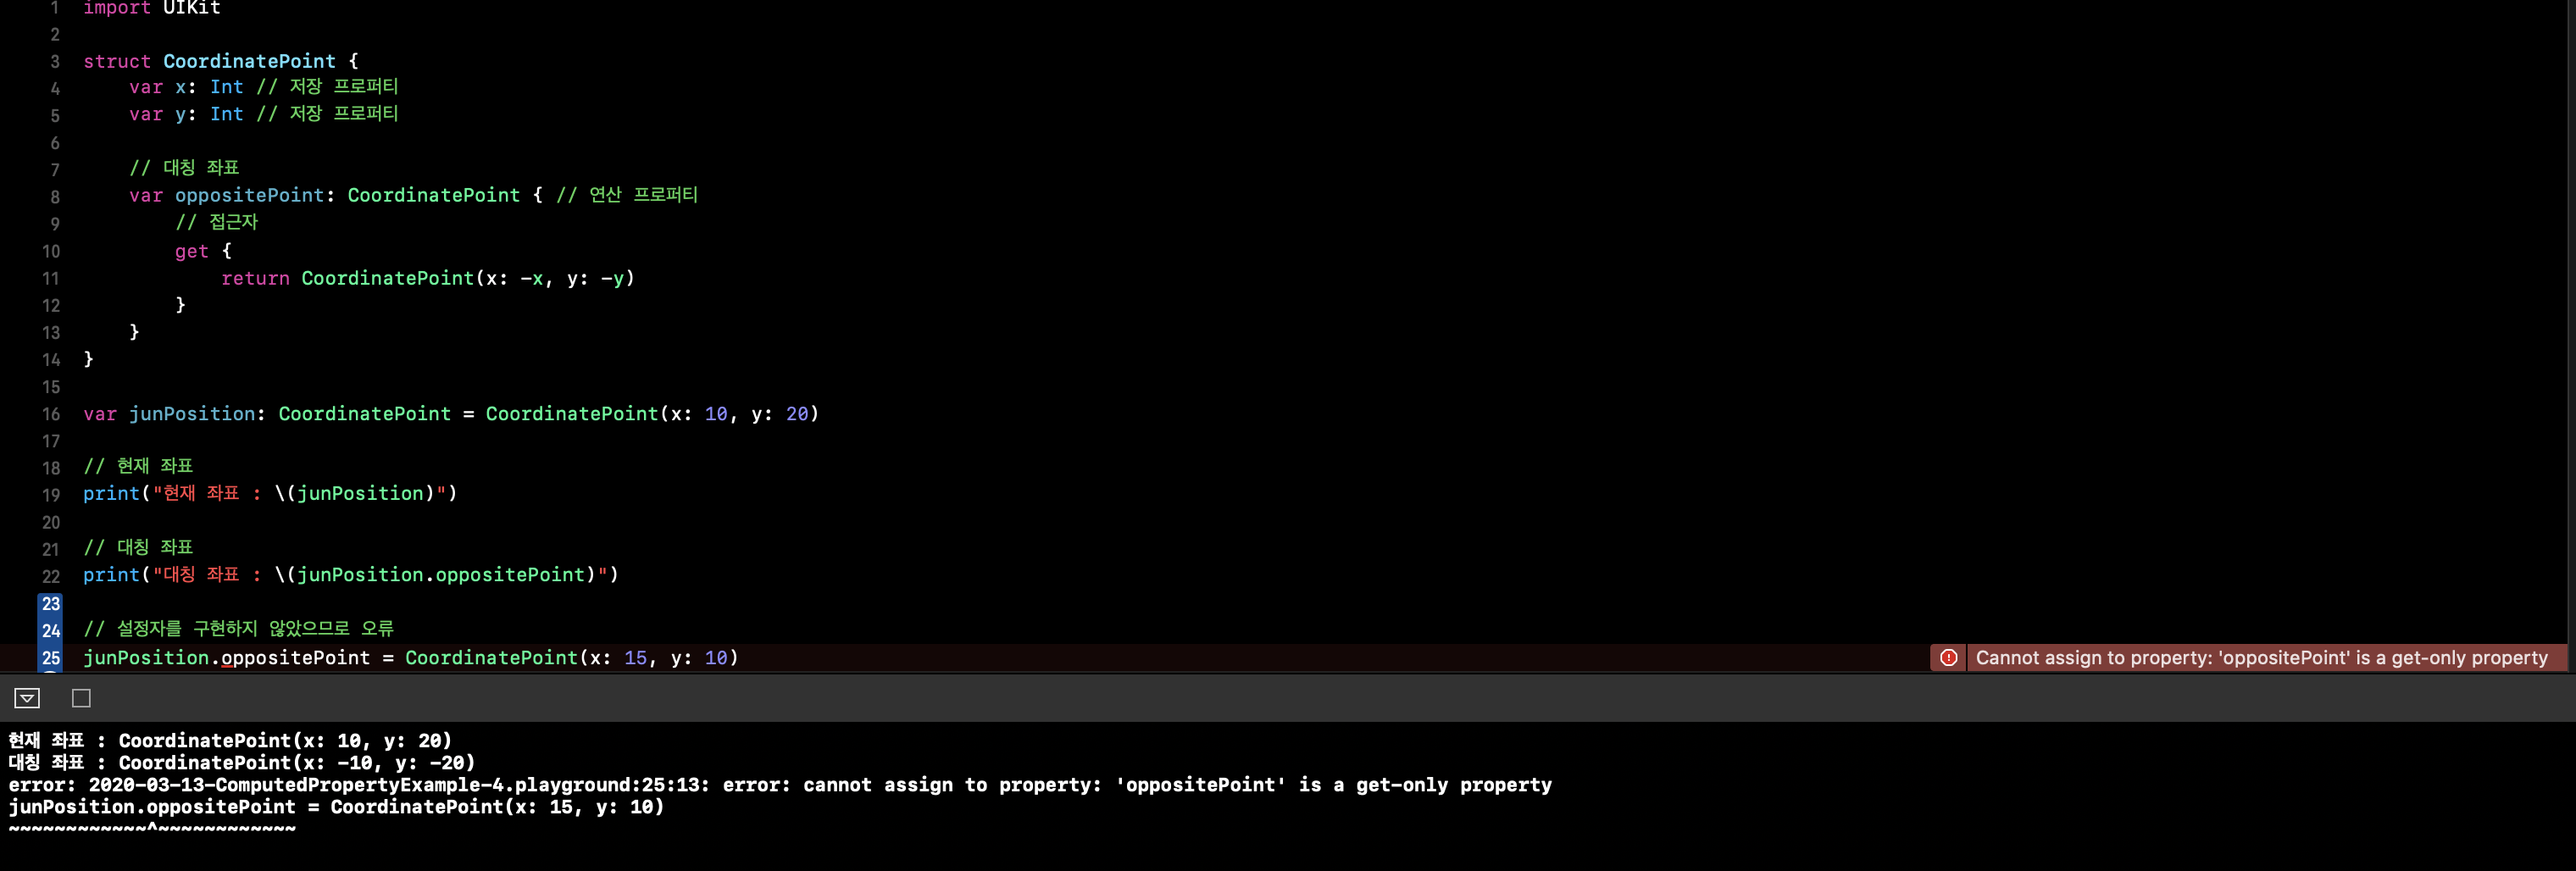 1 import UIKit
2
3 struct CoordinatePoint {
4 var x: Int // 저장 프로퍼티
5 var y: Int // 저장 프로퍼티
6
7 // 대칭 좌표
8 var oppositePoint: CoordinatePoint { // 연산 프로퍼티
9 // 접근자
10 get {
11 return CoordinatePoint(x: -x, y: -y)
12 }
13 }
14 }
15
16 var junPosition: CoordinatePoint = CoordinatePoint(x: 10, y: 20)
17
18 // 현재 좌표
19 print("현재 좌표 : \(junPosition)")
20
21 // 대칭 좌표
22 print("대칭 좌표 : \(junPosition.oppositePoint)")
23
24 // 설정자를 구현하지 않았으므로 오류
25 junPosition.oppositePoint = CoordinatePoint(x: 15, y: 10) Cannot assign to property: 'oppositePoint' is a get-only property
현재 좌표 : CoordinatePoint(x: 10, y: 20)
대칭 좌표 : CoordinatePoint(x: -10, y: -20)
error: 2020-03-13-ComputedPropertyExample-4.playground:25:13: error: cannot assign to property: 'oppositePoint' is a get-only property
junPosition.oppositePoint = CoordinatePoint(x: 15, y: 10)
~~~~~~~~~~~~^~~~~~~~~~~~~